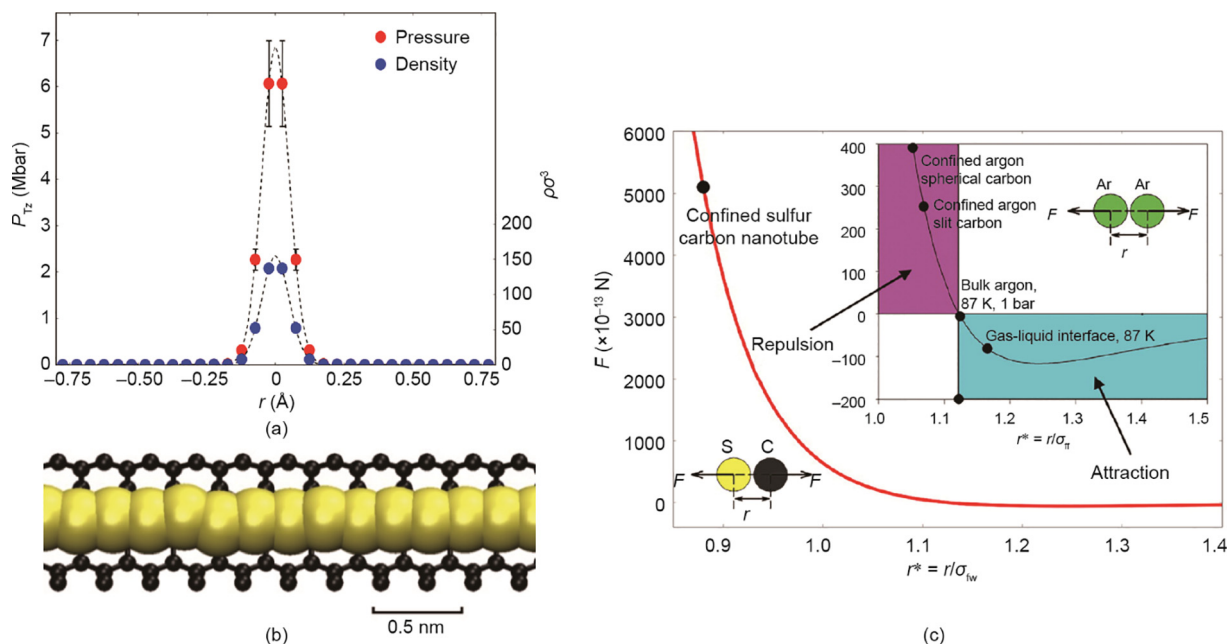 (a)
7
6
5
4
3
2
1
0
P_Tz (Mbar)
Pressure
Density
200
150
100
50
0
ρσ³
−0.75 −0.50 −0.25 0 0.25 0.50 0.75
r (Å)
(a)
0.5 nm
(b)
6000
5000
4000
3000
2000
1000
0
F (× 10⁻¹³ N)
Confined sulfur
carbon nanotube
S C
F F
r
0.9 1.0 1.1 1.2 1.3 1.4
r* = r/σ_fw
400
300
200
100
0
−100
−200
Confined argon
spherical carbon
Confined argon
slit carbon
Ar Ar
F F
r
Bulk argon,
87 K, 1 bar
Gas-liquid interface, 87 K
Repulsion
1.0 1.1 1.2 1.3 1.4 1.5
r* = r/σ_ff
Attraction
(c)